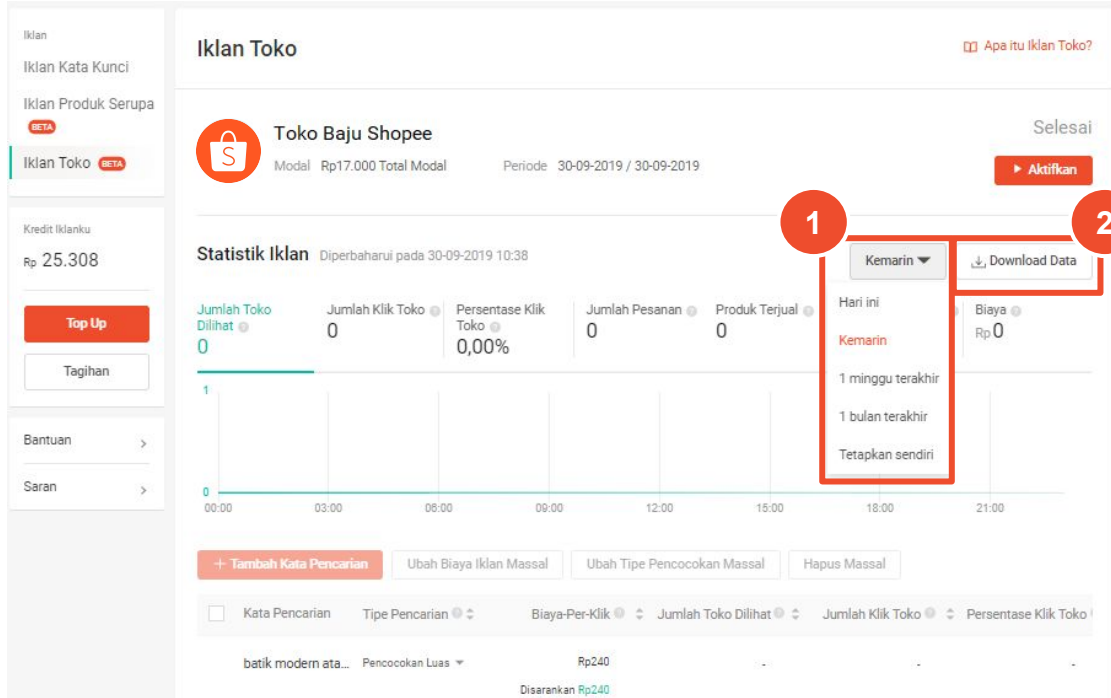 Iklan
Iklan Kata Kunci
Iklan Produk Serupa
BETA
Iklan Toko BETA
Kredit Iklanku
Rp 25.308
Top Up
Tagihan
Bantuan
Saran
Iklan Toko
Apa itu Iklan Toko?
S
Toko Baju Shopee
Selesai
Modal Rp17.000 Total Modal Periode 30-09-2019 / 30-09-2019
Aktifkan
1
2
Statistik Iklan Diperbaharui pada 30-09-2019 10:38
Kemarin
Download Data
Hari ini
Kemarin
1 minggu terakhir
1 bulan terakhir
Tetapkan sendiri
Jumlah Toko
Dilihat
0
Jumlah Klik Toko
0
Persentase Klik
Toko
0,00%
Jumlah Pesanan
0
Produk Terjual
0
Biaya
Rp 0
1
0
00:00 03:00 06:00 09:00 12:00 15:00 18:00 21:00
+ Tambah Kata Pencarian Ubah Biaya Iklan Massal Ubah Tipe Pencocokan Massal Hapus Massal
Kata Pencarian Tipe Pencarian Biaya-Per-Klik Jumlah Toko Dilihat Jumlah Klik Toko Persentase Klik Toko
batik modern ata... Pencocokan Luas Rp240 - - -
Disarankan Rp240